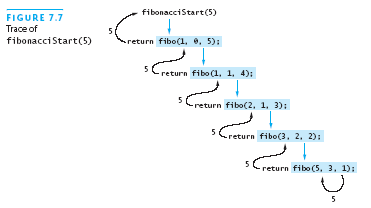 FIGURE 7.7
Trace of
fibonacciStart(5)
fibonacciStart(5)
5
return fibo(1, 0, 5);
5
return fibo(1, 1, 4);
5
return fibo(2, 1, 3);
5
return fibo(3, 2, 2);
5
return fibo(5, 3, 1);
5